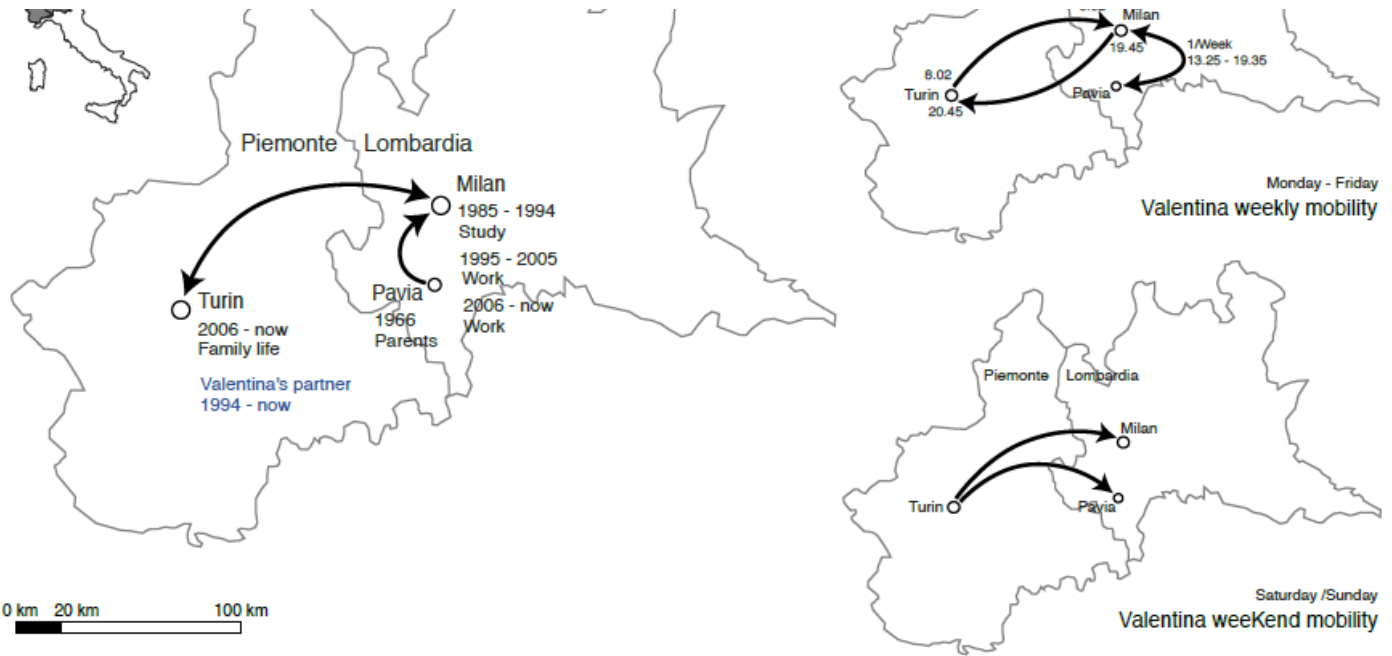 Piemonte
Lombardia
Milan
1985 - 1994
Study
1995 - 2005
Work
2006 - now
Work
Pavia
1966
Parents
Turin
2006 - now
Family life
Valentina's partner
1994 - now
0 km 20 km 100 km
Milan
19.45
1/Week
13.25 - 19.35
8.02
Turin
20.45
Pavia
Monday - Friday
Valentina weekly mobility
Piemonte
Lombardia
Milan
Turin
Pavia
Saturday /Sunday
Valentina weeKend mobility